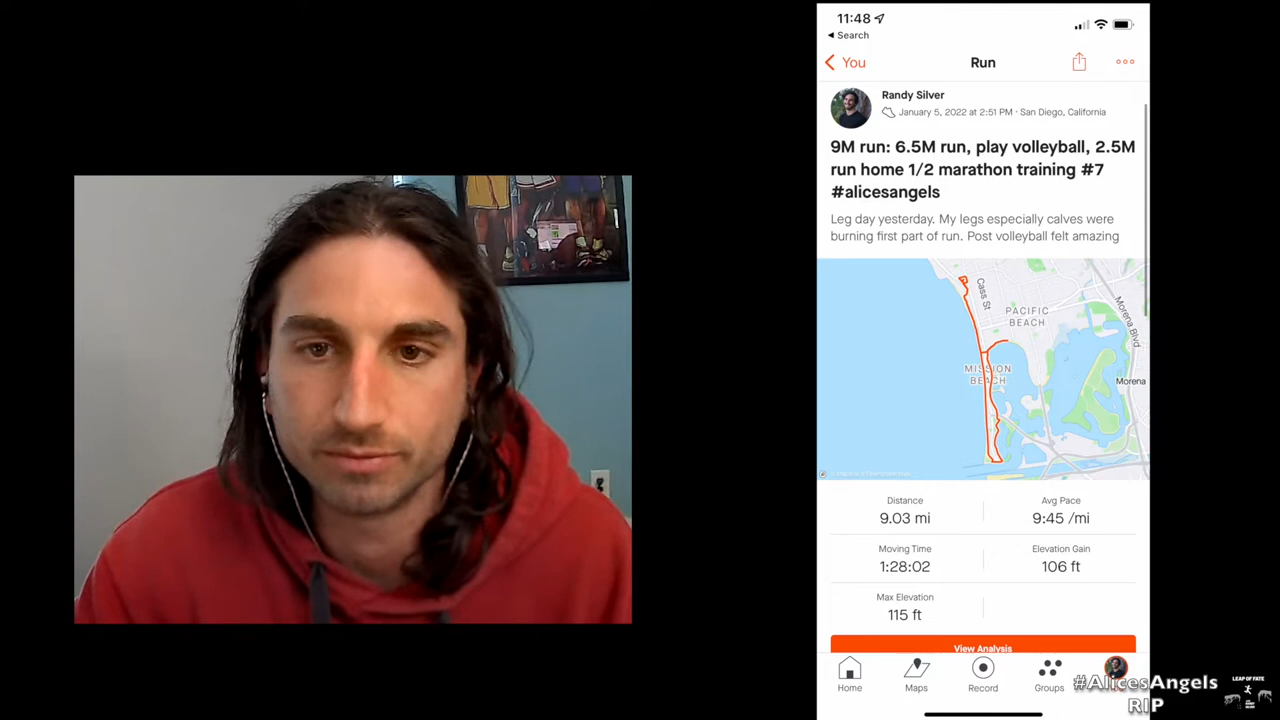 11:48
Search
You
Run
Randy Silver
January 5, 2022 at 2:51 PM · San Diego, California
9M run: 6.5M run, play volleyball, 2.5M
run home 1/2 marathon training #7
#alicesangels
Leg day yesterday. My legs especially calves were
burning first part of run. Post volleyball felt amazing
Cass St
PACIFIC
BEACH
Morena Blvd
MISSION
BEACH
Morena
Distance
9.03 mi
Avg Pace
9:45 /mi
Moving Time
1:28:02
Elevation Gain
106 ft
Max Elevation
115 ft
View Analysis
Home
Maps
Record
Groups
#AlicesAngels
RIP
LEAP OF FATE